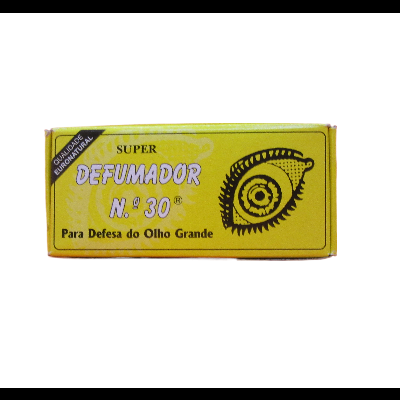 QUALIDADE
EURONATURAL
SUPER
DEFUMADOR
N.º 30®
Para Defesa do Olho Grande